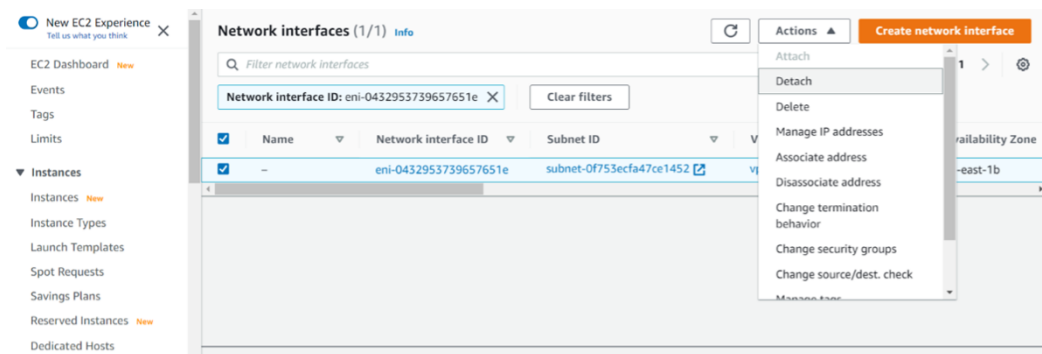 New EC2 Experience
Tell us what you think
EC2 Dashboard New
Events
Tags
Limits
Instances
Instances New
Instance Types
Launch Templates
Spot Requests
Savings Plans
Reserved Instances New
Dedicated Hosts
Network interfaces (1/1) Info
Actions
Create network interface
Filter network interfaces
1
Network interface ID: eni-0432953739657651e
Clear filters
Name Network interface ID Subnet ID V vailability Zone
– eni-0432953739657651e subnet-0f753ecfa47ce1452 vp -east-1b
Attach
Detach
Delete
Manage IP addresses
Associate address
Disassociate address
Change termination
behavior
Change security groups
Change source/dest. check
Manage tags